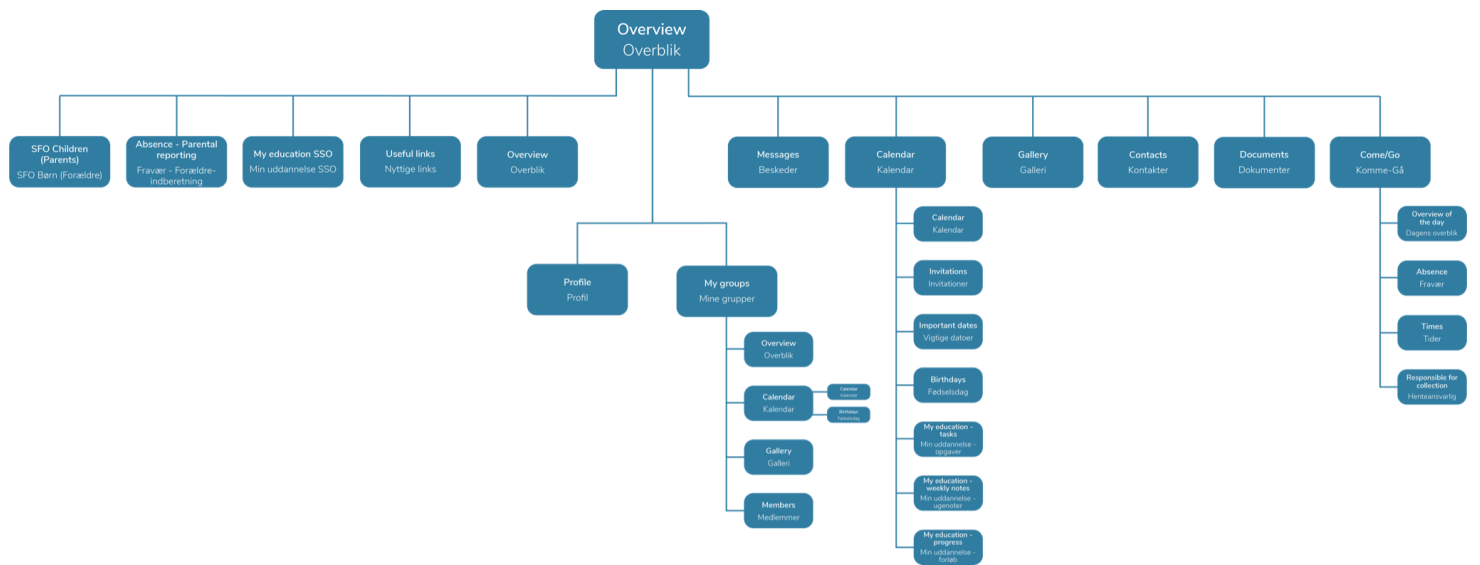 Overview
Overblik
SFO Children
(Parents)
SFO Børn (Forældre)
Absence - Parental
reporting
Fravær - Forældre-
indberetning
My education SSO
Min uddannelse SSO
Useful links
Nyttige links
Overview
Overblik
Messages
Beskeder
Calendar
Kalendar
Gallery
Galleri
Contacts
Kontakter
Documents
Dokumenter
Come/Go
Komme-Gå
Profile
Profil
My groups
Mine grupper
Overview
Overblik
Calendar
Kalendar
Calendar
Kalendar
Birthdays
Fødselsdag
Gallery
Galleri
Members
Medlemmer
Calendar
Kalendar
Invitations
Invitationer
Important dates
Vigtige datoer
Birthdays
Fødselsdag
My education -
tasks
Min uddannelse -
opgaver
My education -
weekly notes
Min uddannelse -
ugenoter
My education -
progress
Min uddannelse -
forløb
Overview of
the day
Dagens overblik
Absence
Fravær
Times
Tider
Responsible for
collection
Henteansvarlig